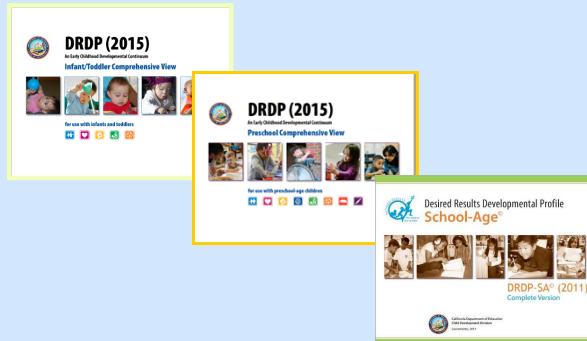 DRDP (2015)
An Early Childhood Developmental Continuum
Infant/Toddler Comprehensive View
for use with infants and toddlers
DRDP (2015)
An Early Childhood Developmental Continuum
Preschool Comprehensive View
for use with preschool-age children
Desired Results Developmental Profile
School-Age©
DRDP-SA© (2011)
Complete Version
California Department of Education
Child Development Division
Sacramento, 2011